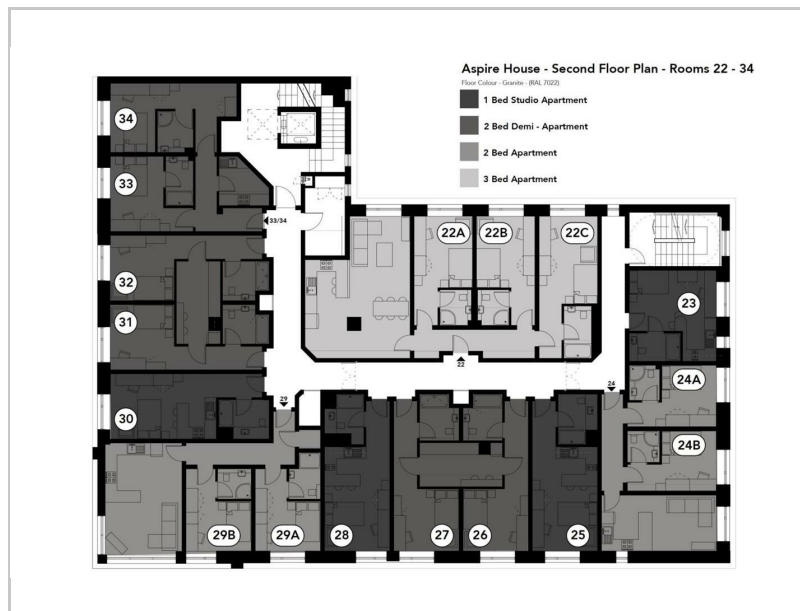 Aspire House - Second Floor Plan - Rooms 22 - 34
Floor Colour - Granite - (RAL 7022)
1 Bed Studio Apartment
2 Bed Demi - Apartment
2 Bed Apartment
3 Bed Apartment
34
33
33/34
22A
22B
22C
32
23
31
22
24
24A
29
30
24B
29B
29A
28
27
26
25